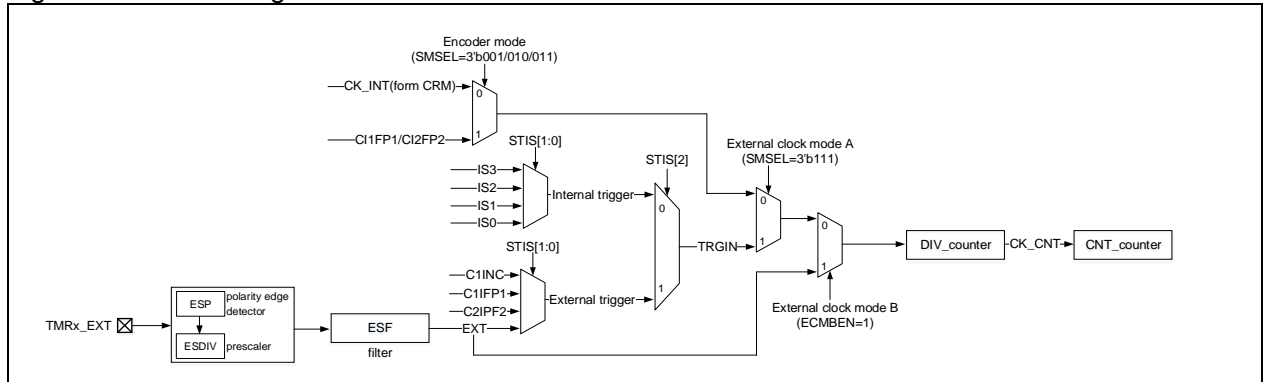 Encoder mode
(SMSEL=3'b001/010/011)
CK_INT(form CRM)
0
CI1FP1/CI2FP2
1
STIS[1:0]
External clock mode A
(SMSEL=3'b111)
STIS[2]
IS3
IS2
IS1
IS0
Internal trigger
0
0
0
TRGIN
1
DIV_counter
CK_CNT
CNT_counter
STIS[1:0]
C1INC
C1IFP1
C2IPF2
EXT
External trigger
1
1
External clock mode B
(ECMBEN=1)
TMRx_EXT
ESP
polarity edge
detector
ESDIV
prescaler
ESF
filter